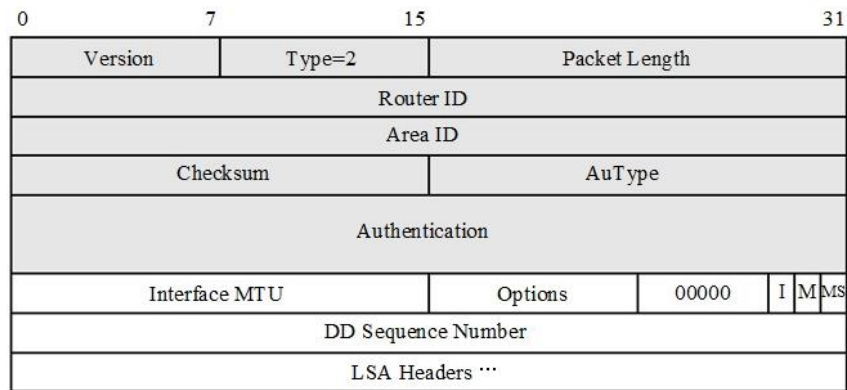 0 7 15 31
Version Type=2 Packet Length
Router ID
Area ID
Checksum AuType
Authentication
Interface MTU Options 00000 I M MS
DD Sequence Number
LSA Headers ···